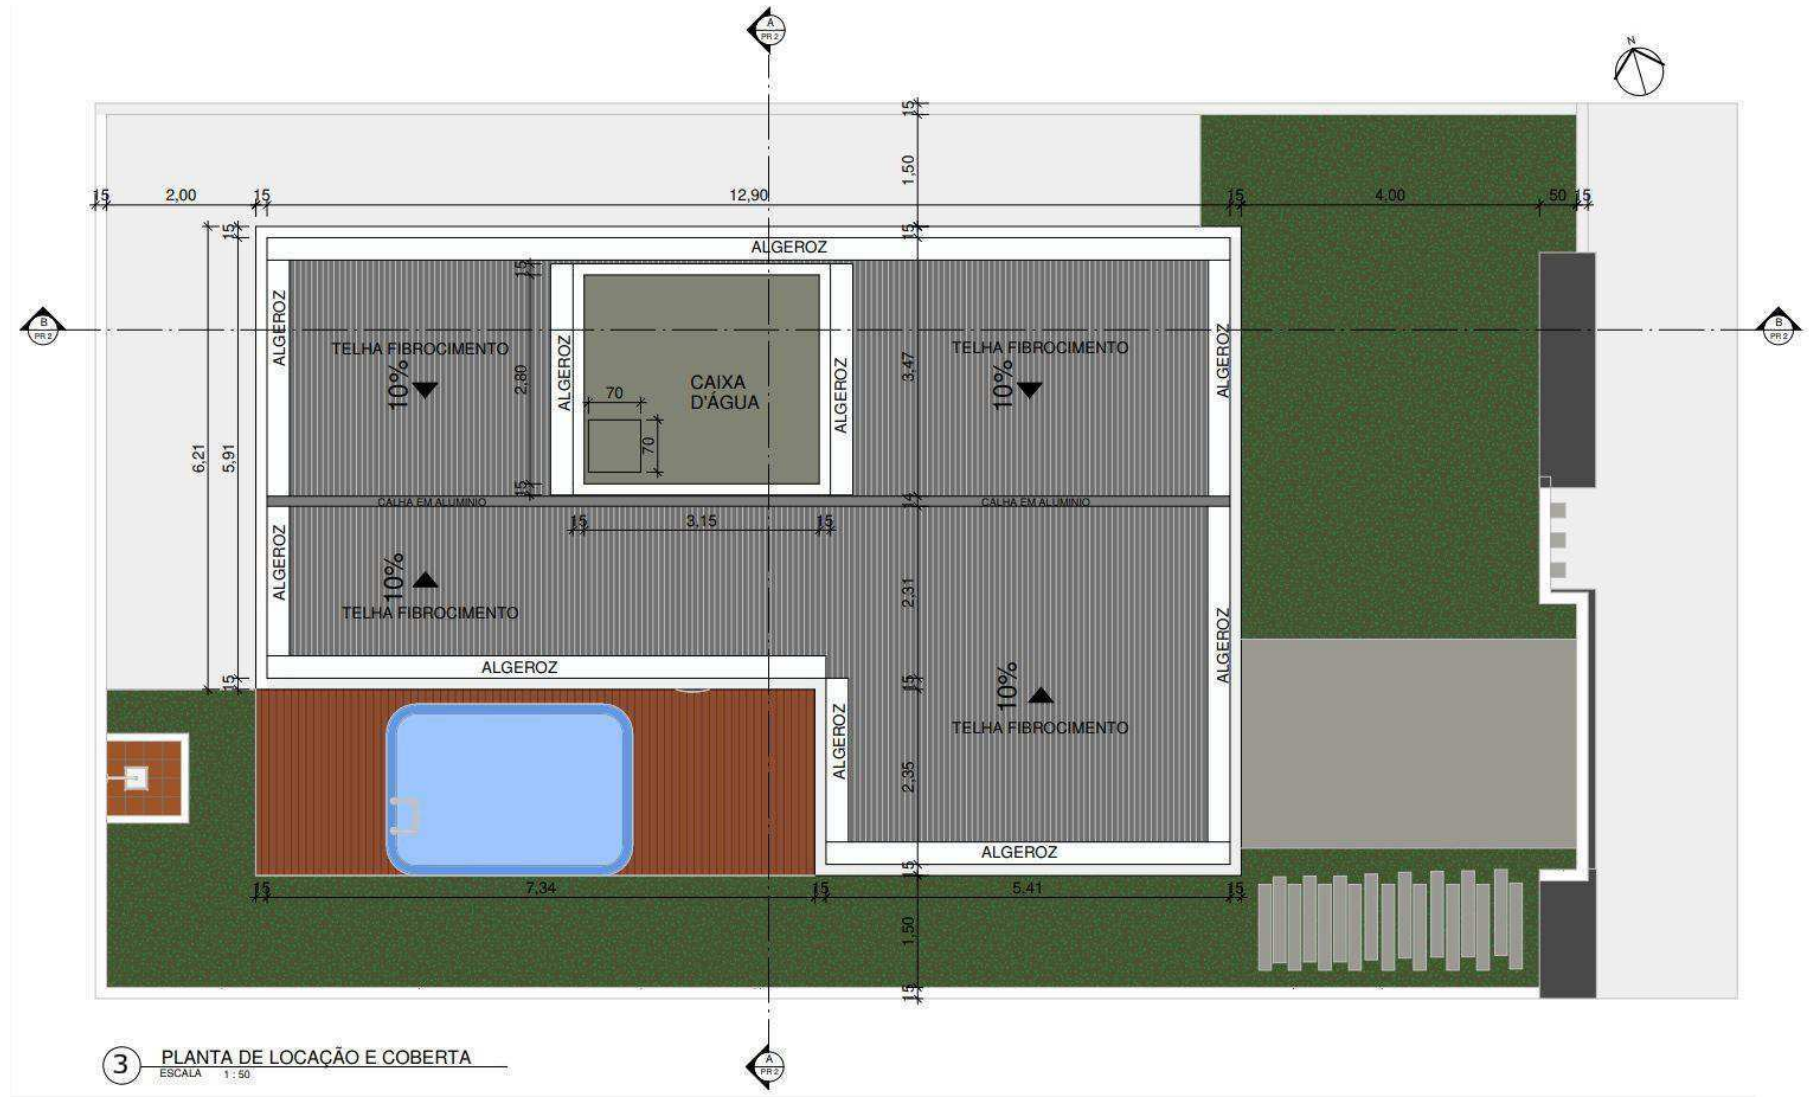 A
PR 2
N
15
1,50
15
2,00
15
12,90
15
4,00
50
15
15
15
15
ALGEROZ
ALGEROZ
TELHA FIBROCIMENTO
10%
15
2,80
15
ALGEROZ
70
70
CAIXA
D'ÁGUA
ALGEROZ
TELHA FIBROCIMENTO
10%
3,47
ALGEROZ
B
PR 2
B
PR 2
6,21
5,91
CALHA EM ALUMINIO
CALHA EM ALUMINIO
14
15
3,15
15
ALGEROZ
10%
TELHA FIBROCIMENTO
2,31
ALGEROZ
ALGEROZ
15
15
10%
TELHA FIBROCIMENTO
ALGEROZ
2,35
ALGEROZ
15
15
7,34
15
5,41
15
1,50
15
3
PLANTA DE LOCAÇÃO E COBERTA
ESCALA 1 : 50
A
PR 2